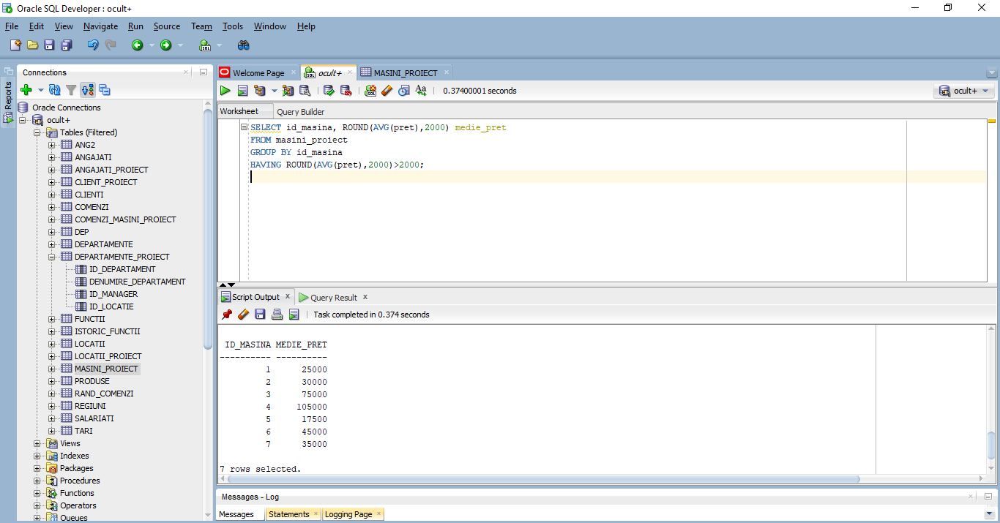 Oracle SQL Developer : ocult+
File Edit View Navigate Run Source Team Tools Window Help
Reports
Connections
Oracle Connections
ocult+
Tables (Filtered)
ANG2
ANGAJATI
ANGAJATI_PROIECT
CLIENT_PROIECT
CLIENTI
COMENZI
COMENZI_MASINI_PROIECT
DEP
DEPARTAMENTE
DEPARTAMENTE_PROIECT
ID_DEPARTAMENT
DENUMIRE_DEPARTAMENT
ID_MANAGER
ID_LOCATIE
FUNCTII
ISTORIC_FUNCTII
LOCATII
LOCATII_PROIECT
MASINI_PROIECT
PRODUSE
RAND_COMENZI
REGIUNI
SALARIATI
TARI
Views
Indexes
Packages
Procedures
Functions
Operators
Queues
Welcome Page ocult+ MASINI_PROIECT
0.37400001 seconds ocult+
Worksheet Query Builder
SELECT id_masina, ROUND(AVG(pret),2000) medie_pret
FROM masini_proiect
GROUP BY id_masina
HAVING ROUND(AVG(pret),2000)>2000;
Script Output x Query Result x
Task completed in 0.374 seconds
ID_MASINA MEDIE_PRET
---------- ----------
1 25000
2 30000
3 75000
4 105000
5 17500
6 45000
7 35000
7 rows selected.
Messages - Log
Messages Statements Logging Page